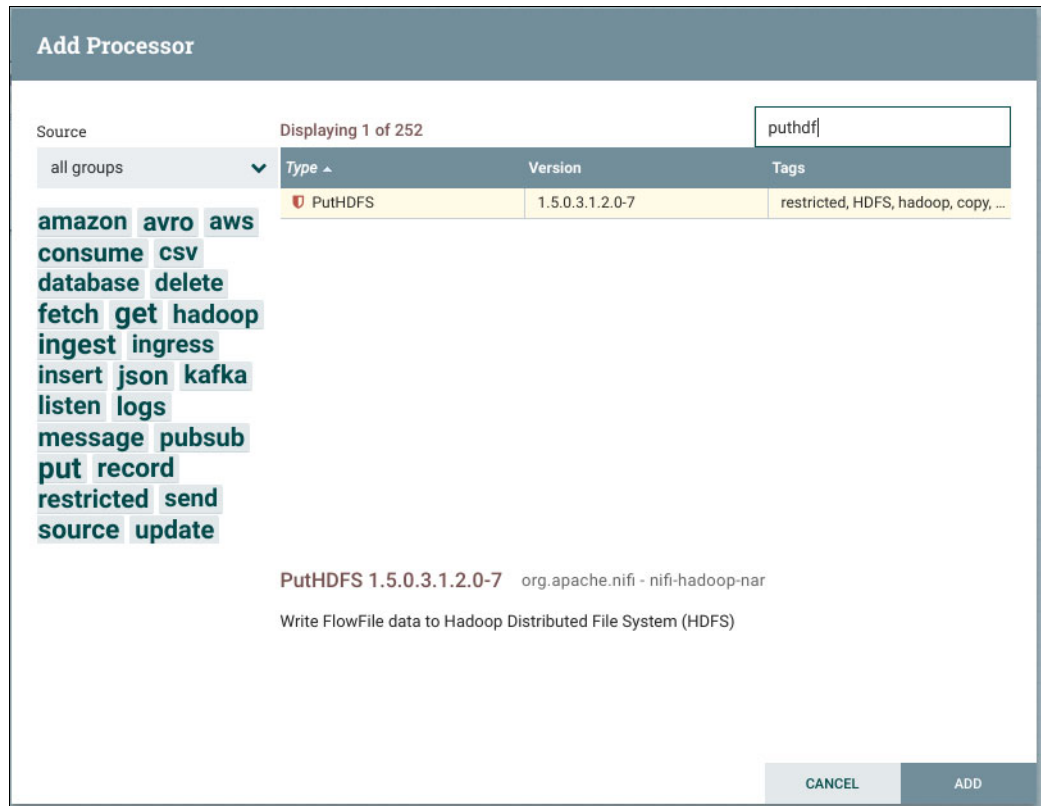 Add Processor
Source
all groups
amazon avro aws
consume csv
database delete
fetch get hadoop
ingest ingress
insert json kafka
listen logs
message pubsub
put record
restricted send
source update
Displaying 1 of 252
puthdf
Type Version Tags
PutHDFS 1.5.0.3.1.2.0-7 restricted, HDFS, hadoop, copy, ...
PutHDFS 1.5.0.3.1.2.0-7 org.apache.nifi - nifi-hadoop-nar
Write FlowFile data to Hadoop Distributed File System (HDFS)
CANCEL ADD